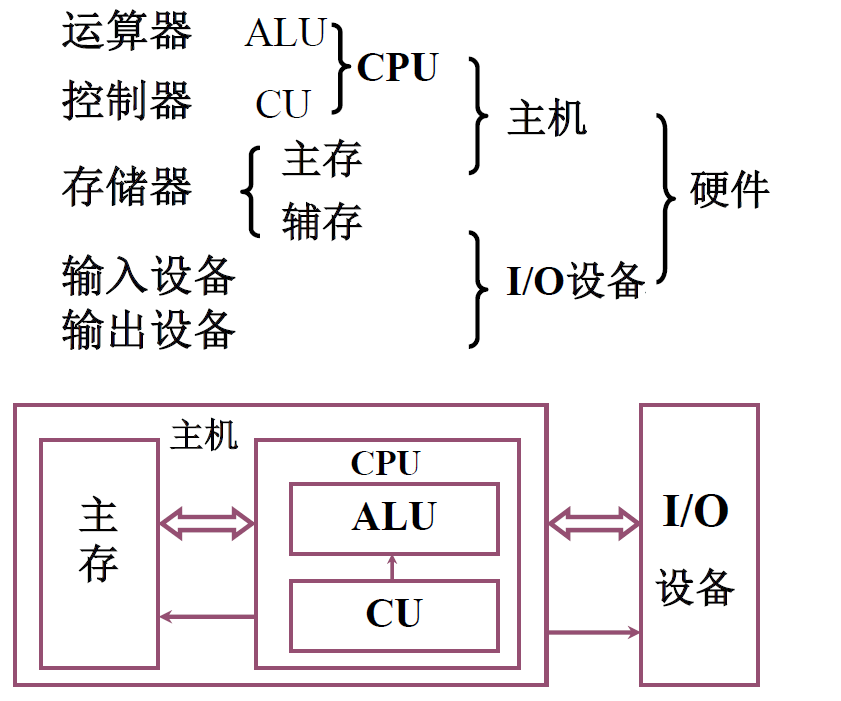 运算器 ALU
CPU
控制器 CU
主机
主存
存储器
硬件
辅存
输入设备
I/O设备
输出设备
主机
CPU
ALU
主
存
CU
I/O
设备